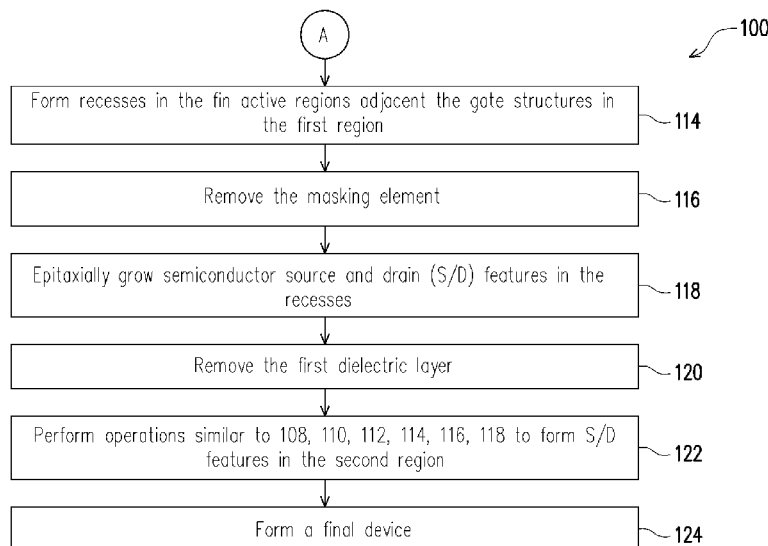 A
100
Form recesses in the fin active regions adjacent the gate structures in
the first region
114
Remove the masking element
116
Epitaxially grow semiconductor source and drain (S/D) features in the
recesses
118
Remove the first dielectric layer
120
Perform operations similar to 108, 110, 112, 114, 116, 118 to form S/D
features in the second region
122
Form a final device
124